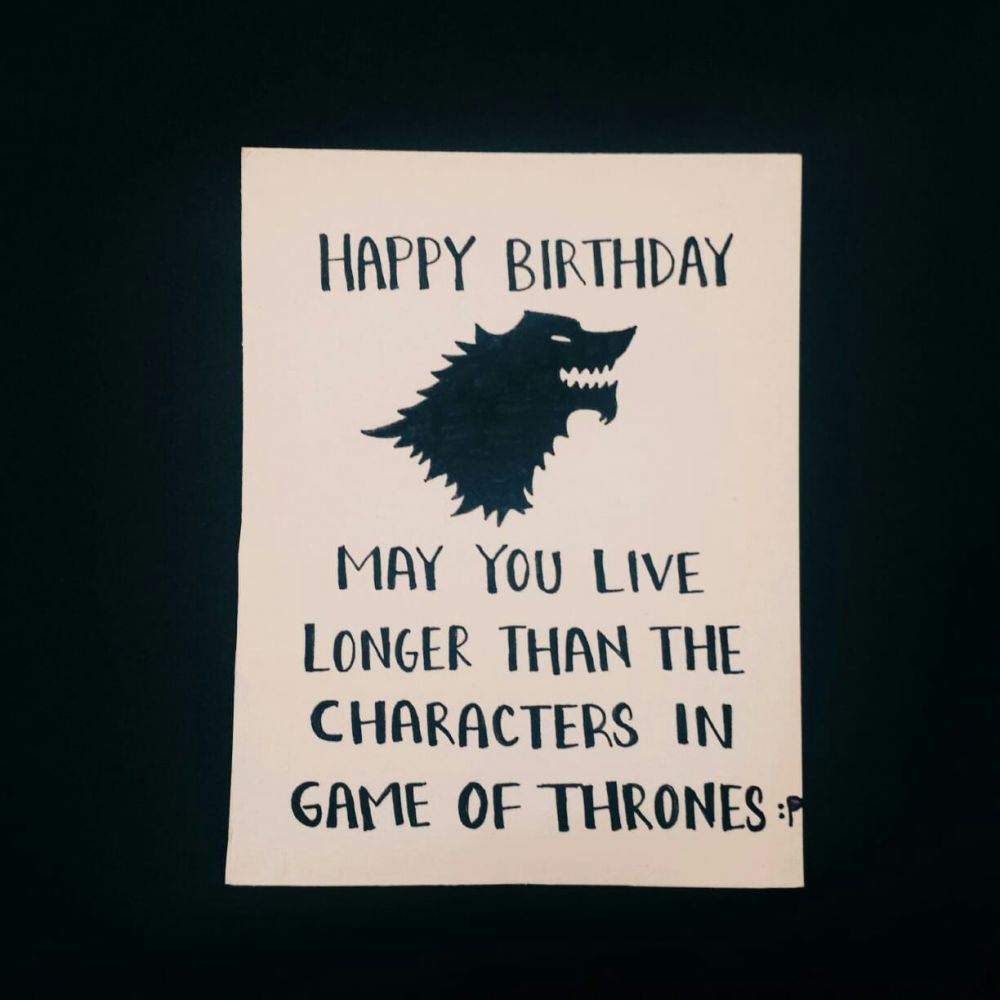 HAPPY BIRTHDAY
MAY YOU LIVE
LONGER THAN THE
CHARACTERS IN
GAME OF THRONES :P